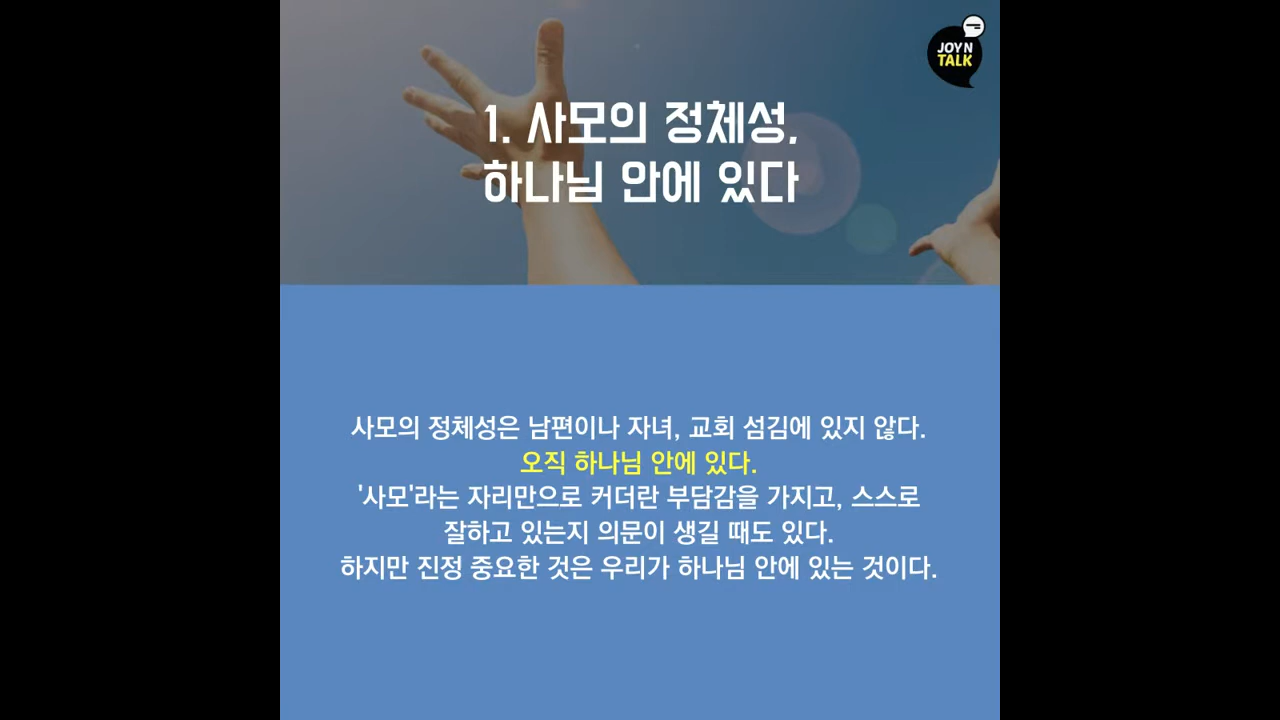 JOYN
TALK
1. 사모의 정체성,
하나님 안에 있다
사모의 정체성은 남편이나 자녀, 교회 섬김에 있지 않다.
오직 하나님 안에 있다.
'사모'라는 자리만으로 커더란 부담감을 가지고, 스스로
잘하고 있는지 의문이 생길 때도 있다.
하지만 진정 중요한 것은 우리가 하나님 안에 있는 것이다.